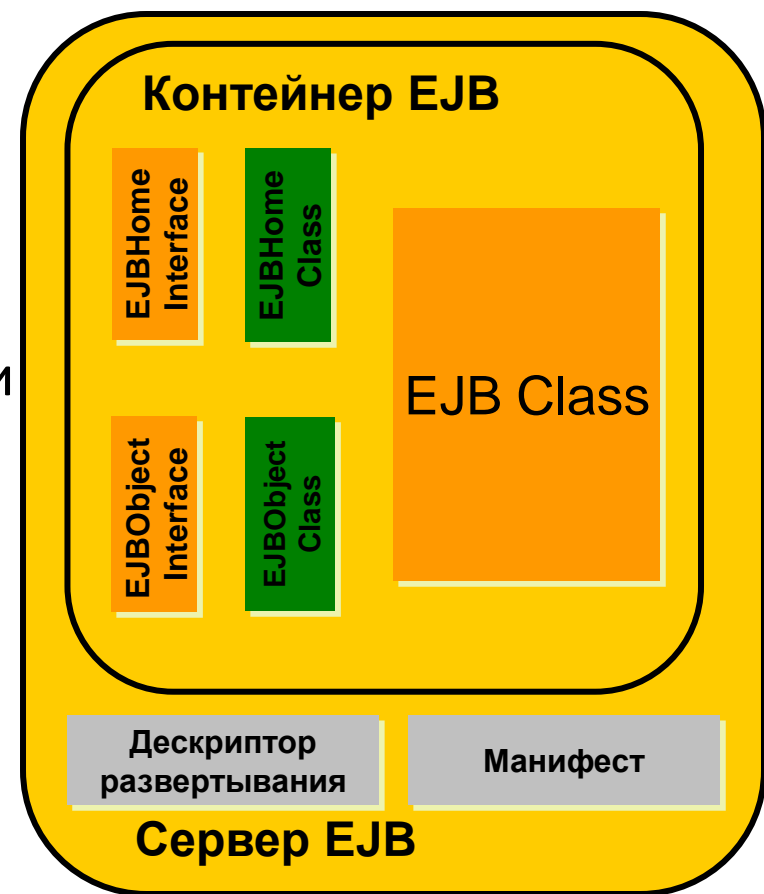 Контейнер EJB
EJBHome
Interface
EJBHome
Class
и
EJB Class
EJBObject
Interface
EJBObject
Class
Дескриптор
развертывания
Манифест
Сервер EJB